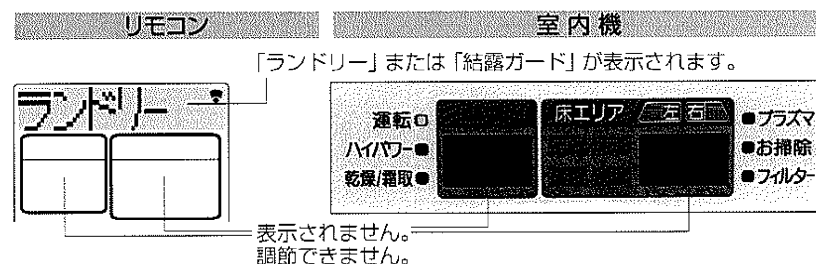 リモコン
室内機
「ランドリー」または「結露ガード」が表示されます。
ランドリー
運転
ハイパワー
乾燥/霜取
床エリア 左 右
プラズマ
お掃除
フィルター
表示されません。
調節できません。